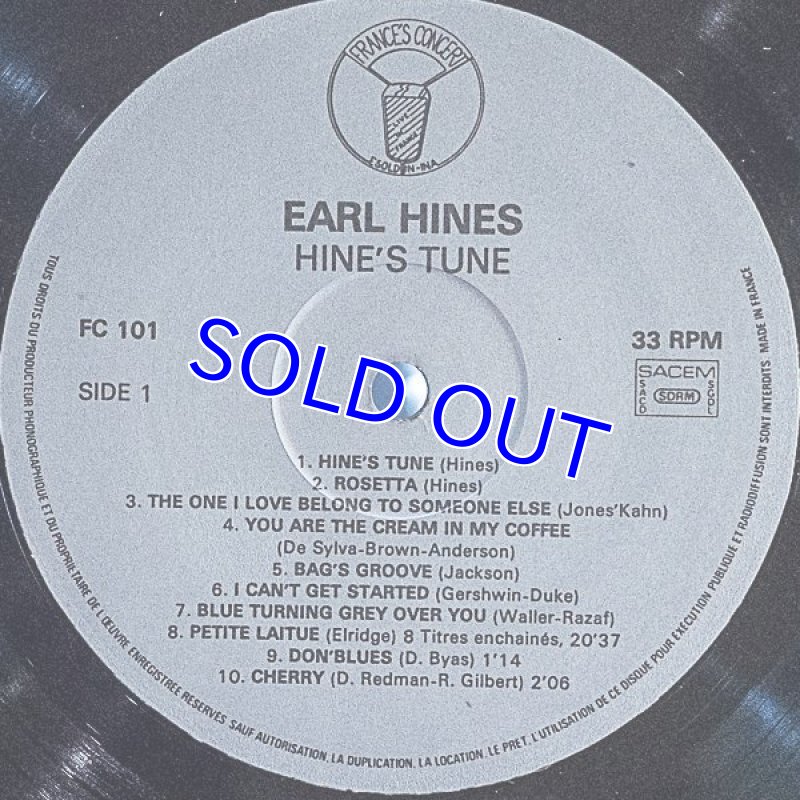 FRANCE'S CONCERT
LIVE
IN
FRANCE
ESOLDUN-INA
EARL HINES
HINE'S TUNE
FC 101
33 RPM
SACEM
SACD
SDRM
SGDL
SIDE 1
SOLD OUT
1. HINE'S TUNE (Hines)
2. ROSETTA (Hines)
3. THE ONE I LOVE BELONG TO SOMEONE ELSE (Jones'Kahn)
4. YOU ARE THE CREAM IN MY COFFEE
(De Sylva-Brown-Anderson)
5. BAG'S GROOVE (Jackson)
6. I CAN'T GET STARTED (Gershwin-Duke)
7. BLUE TURNING GREY OVER YOU (Waller-Razaf)
8. PETITE LAITUE (Elridge) 8 Titres enchainés, 20'37
9. DON'BLUES (D. Byas) 1'14
10. CHERRY (D. Redman-R. Gilbert) 2'06
TOUS DROITS DU PRODUCTEUR PHONOGRAPHIQUE ET DU PROPRIETAIRE DE L'ŒUVRE ENREGISTREE RESERVES SAUF AUTORISATION, LA DUPLICATION, LA LOCATION, LE PRET, L'UTILISATION DE CE DISQUE POUR EXECUTION PUBLIQUE ET RADIODIFFUSION SONT INTERDITS. MADE IN FRANCE